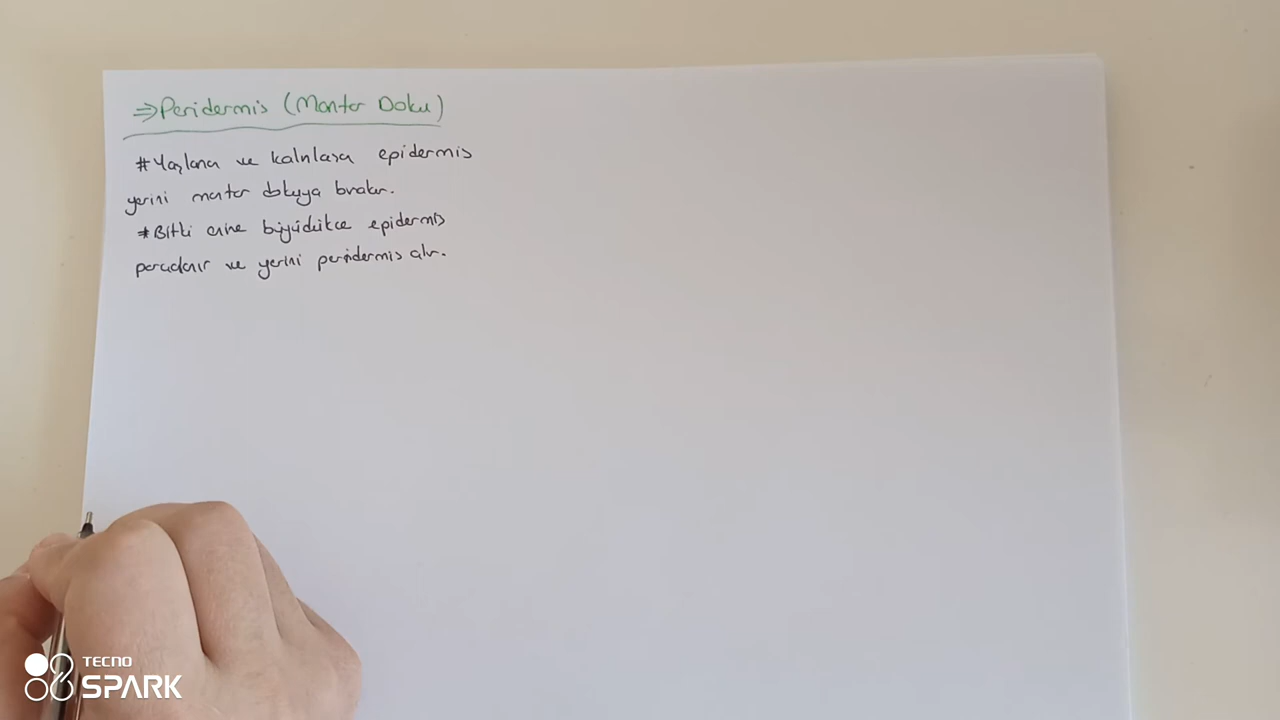 ⇒Peridermis (Mantar Doku)
# Yaşlanan ve kalınlaşan epidermis
yerini mantar dokuya bırakır.
* Bitki enine büyüdükçe epidermis
parçalanır ve yerini peridermis alır.
TECNO
SPARK